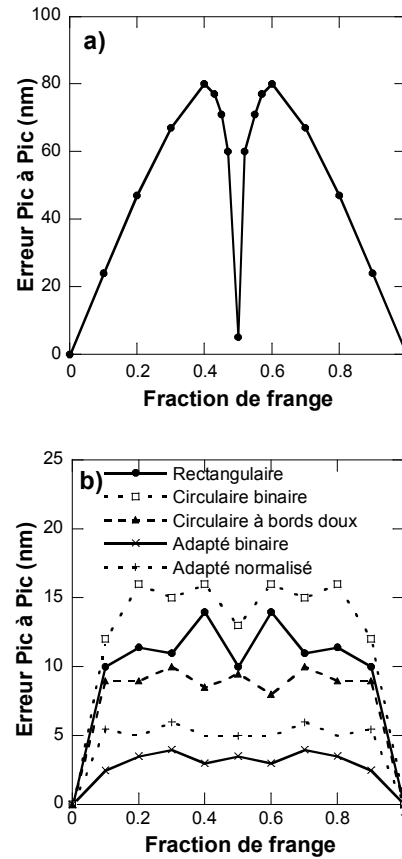 a)
100
80
60
40
20
0
Erreur Pic à Pic (nm)
0 0.2 0.4 0.6 0.8
Fraction de frange
b)
25
20
15
10
5
0
Erreur Pic à Pic (nm)
Rectangulaire
Circulaire binaire
Circulaire à bords doux
Adapté binaire
Adapté normalisé
0 0.2 0.4 0.6 0.8
Fraction de frange